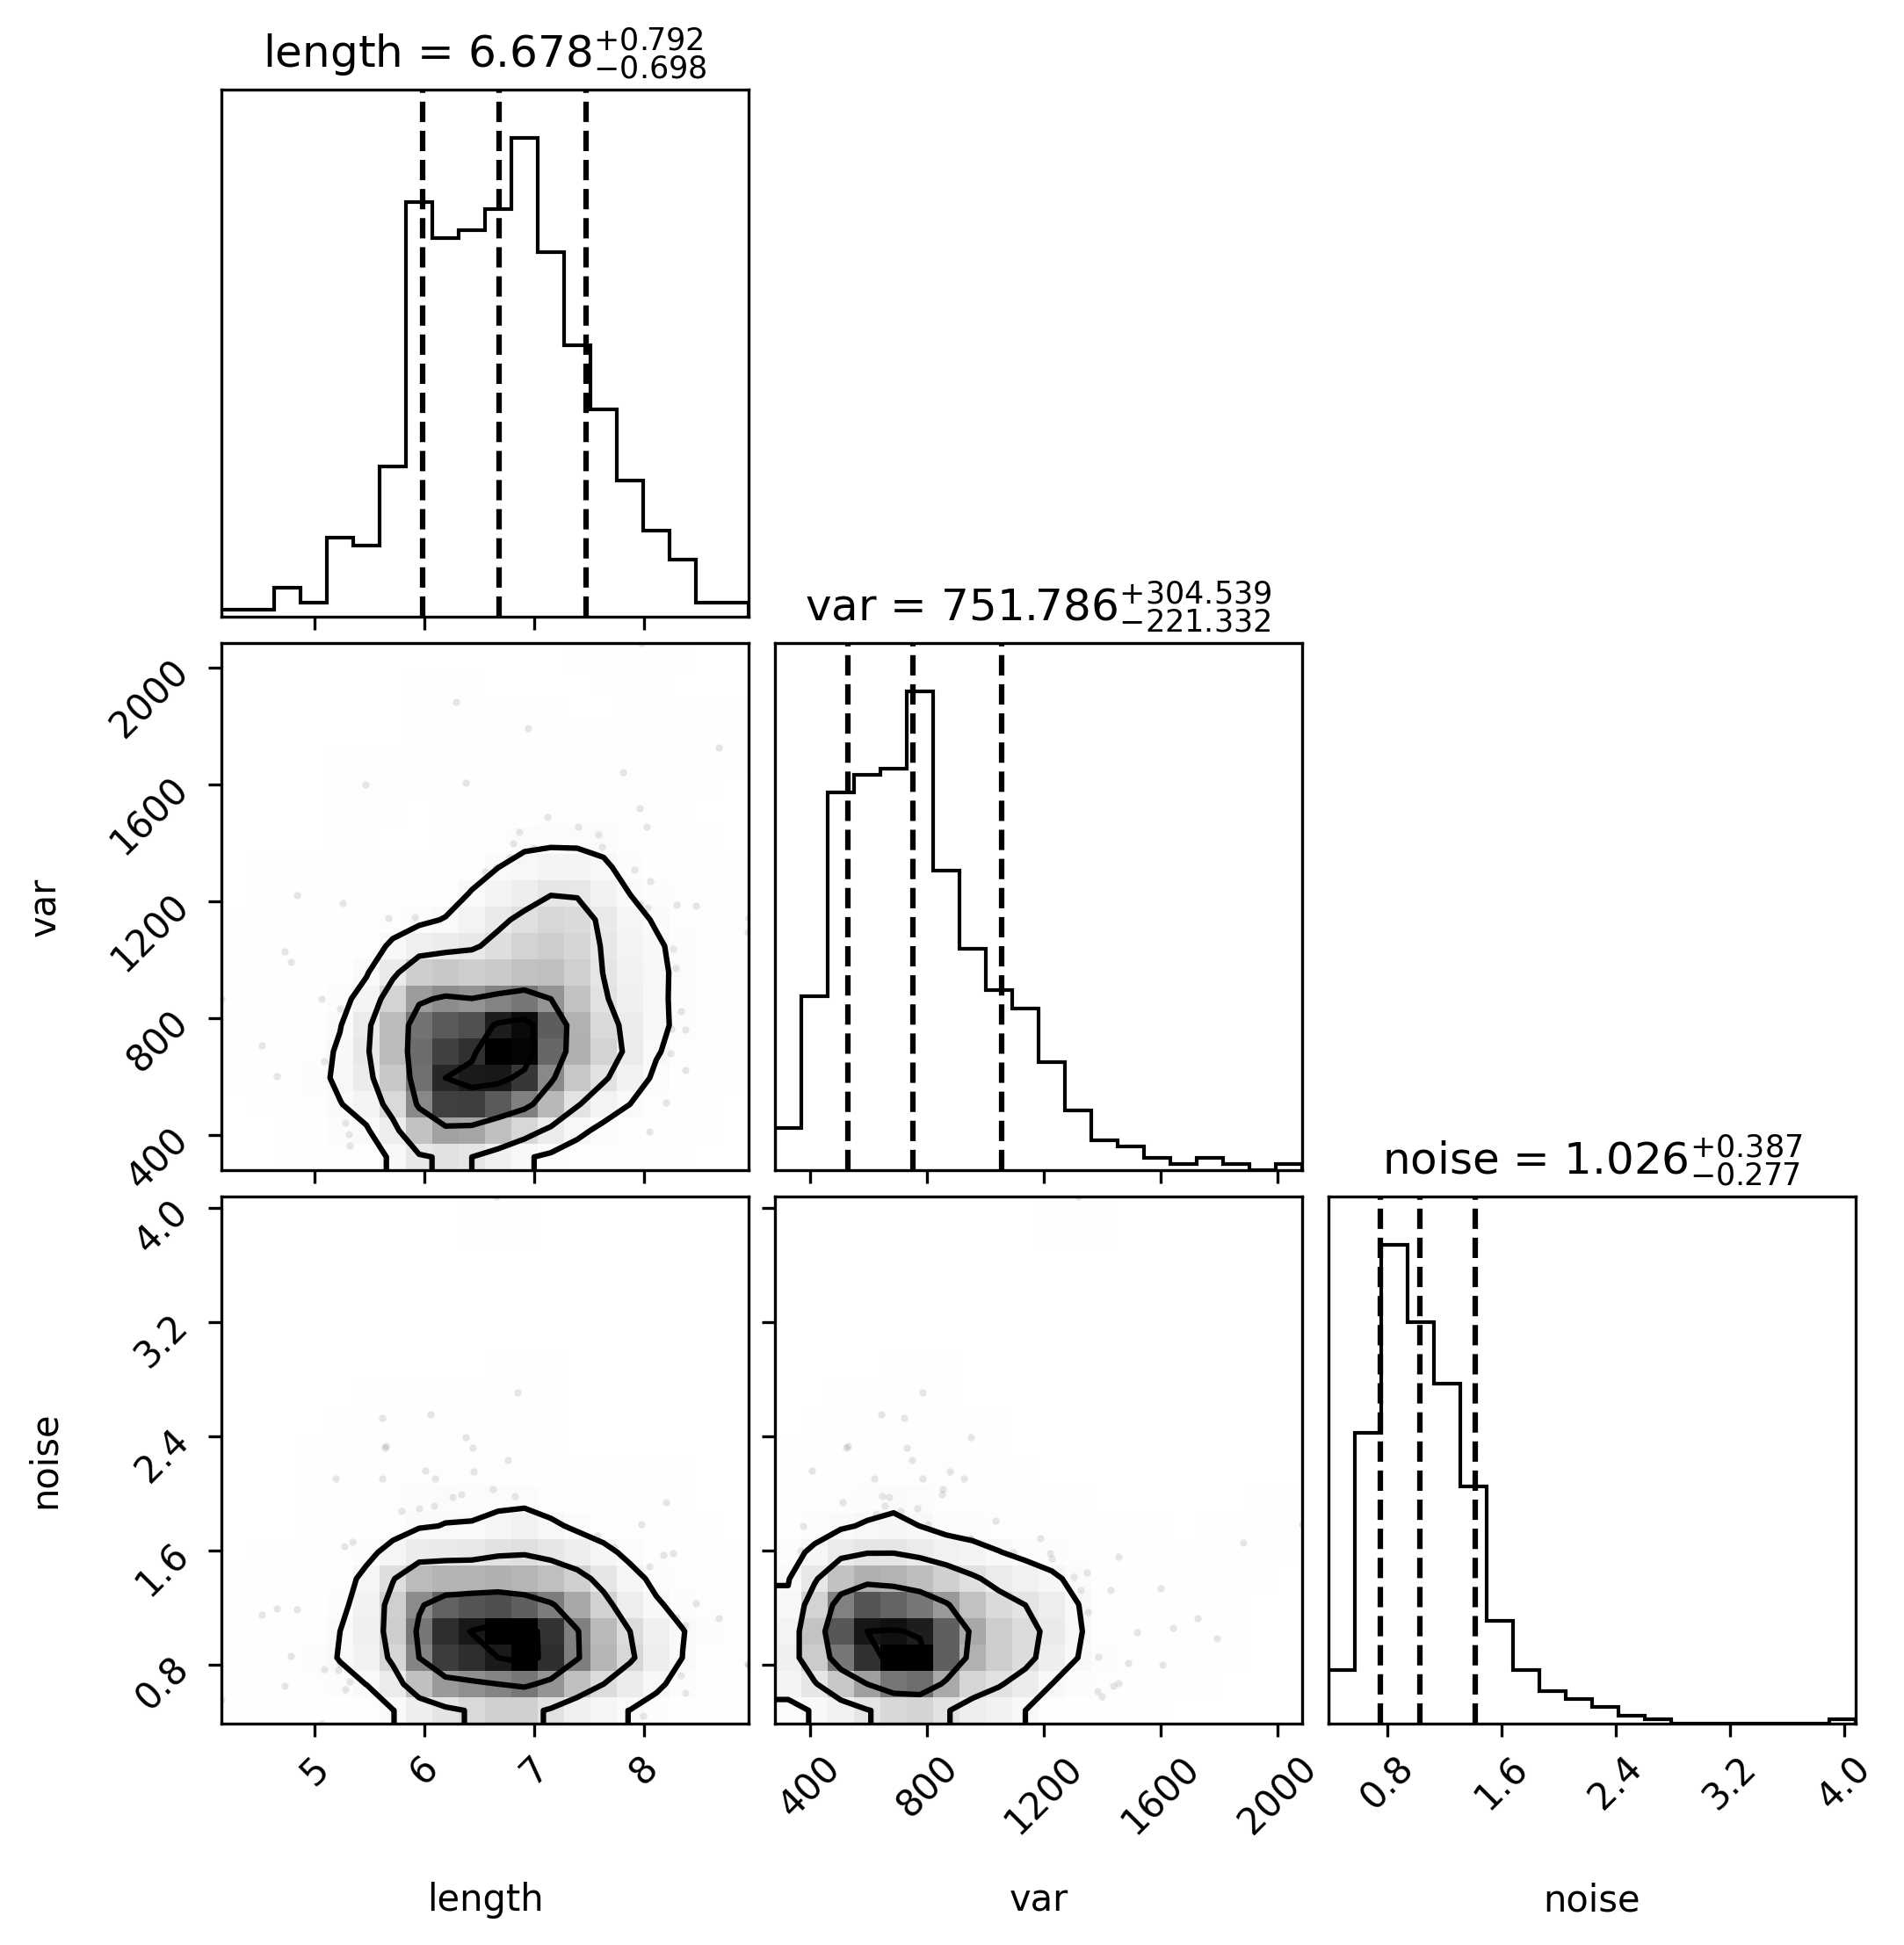 length = 6.678+0.792 −0.698
var = 751.786+304.539 −221.332
2000
1600
1200
800
400
var
noise = 1.026+0.387 −0.277
4.0
3.2
2.4
1.6
0.8
noise
5 6 7 8
400 800 1200 1600 2000
0.8 1.6 2.4 3.2 4.0
length var noise